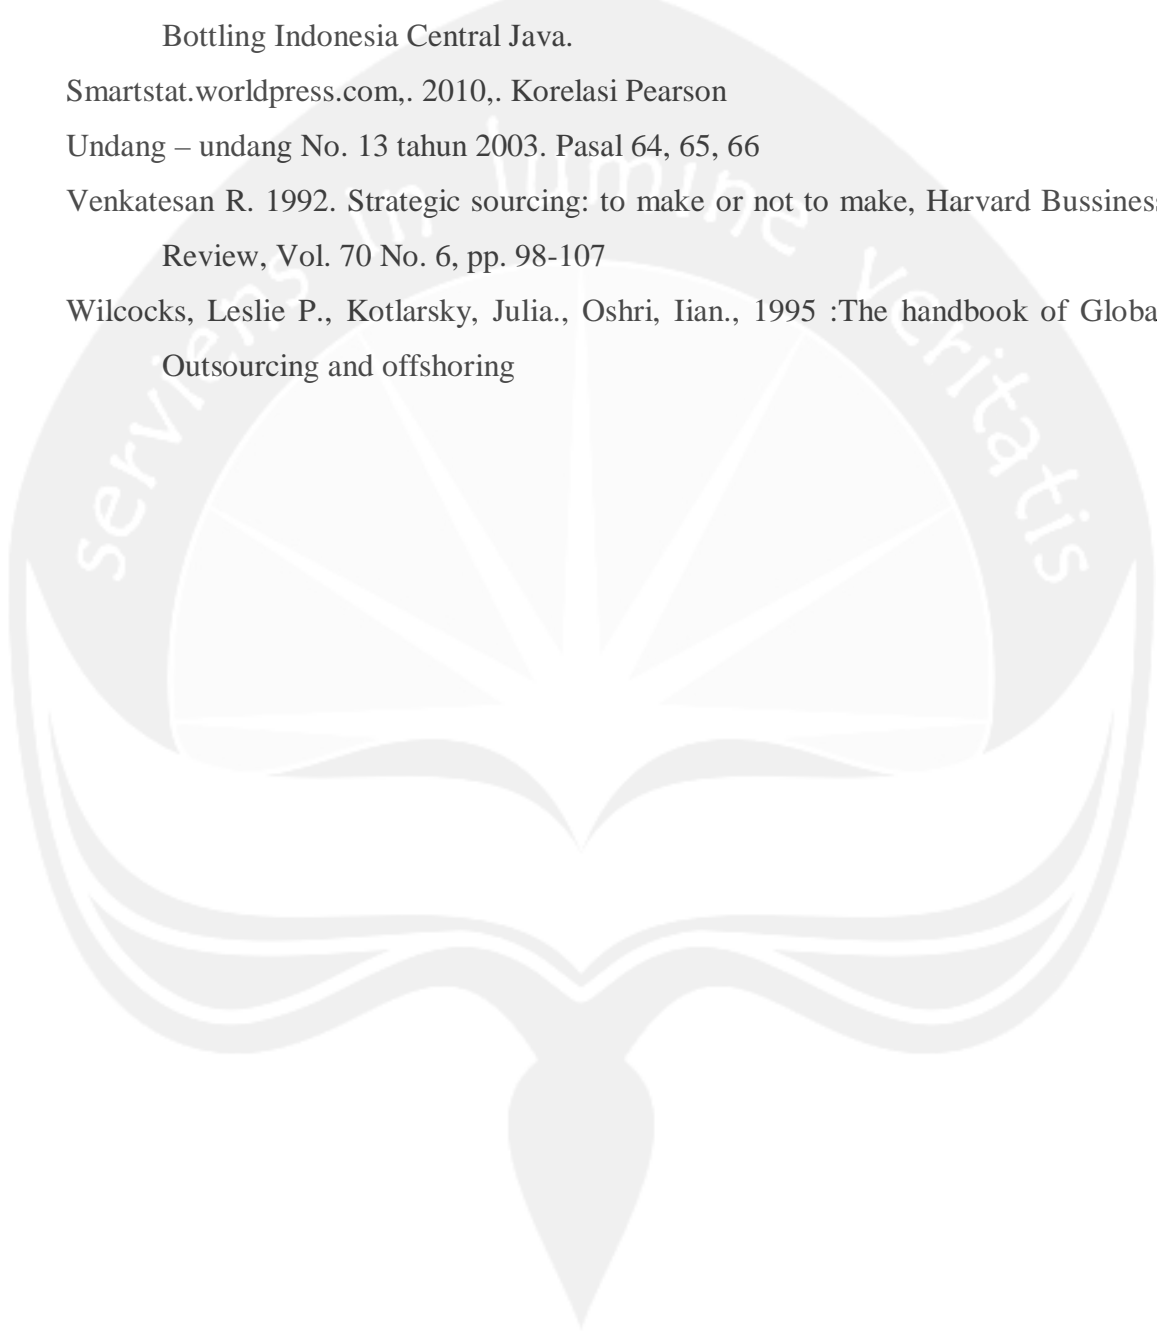 Bottling Indonesia Central Java.
Smartstat.worldpress.com,. 2010,. Korelasi Pearson
Undang – undang No. 13 tahun 2003. Pasal 64, 65, 66
Venkatesan R. 1992. Strategic sourcing: to make or not to make, Harvard Bussiness
Review, Vol. 70 No. 6, pp. 98-107
Wilcocks, Leslie P., Kotlarsky, Julia., Oshri, Iian., 1995 :The handbook of Globa
Outsourcing and offshoring
serviens in lumine veritatis